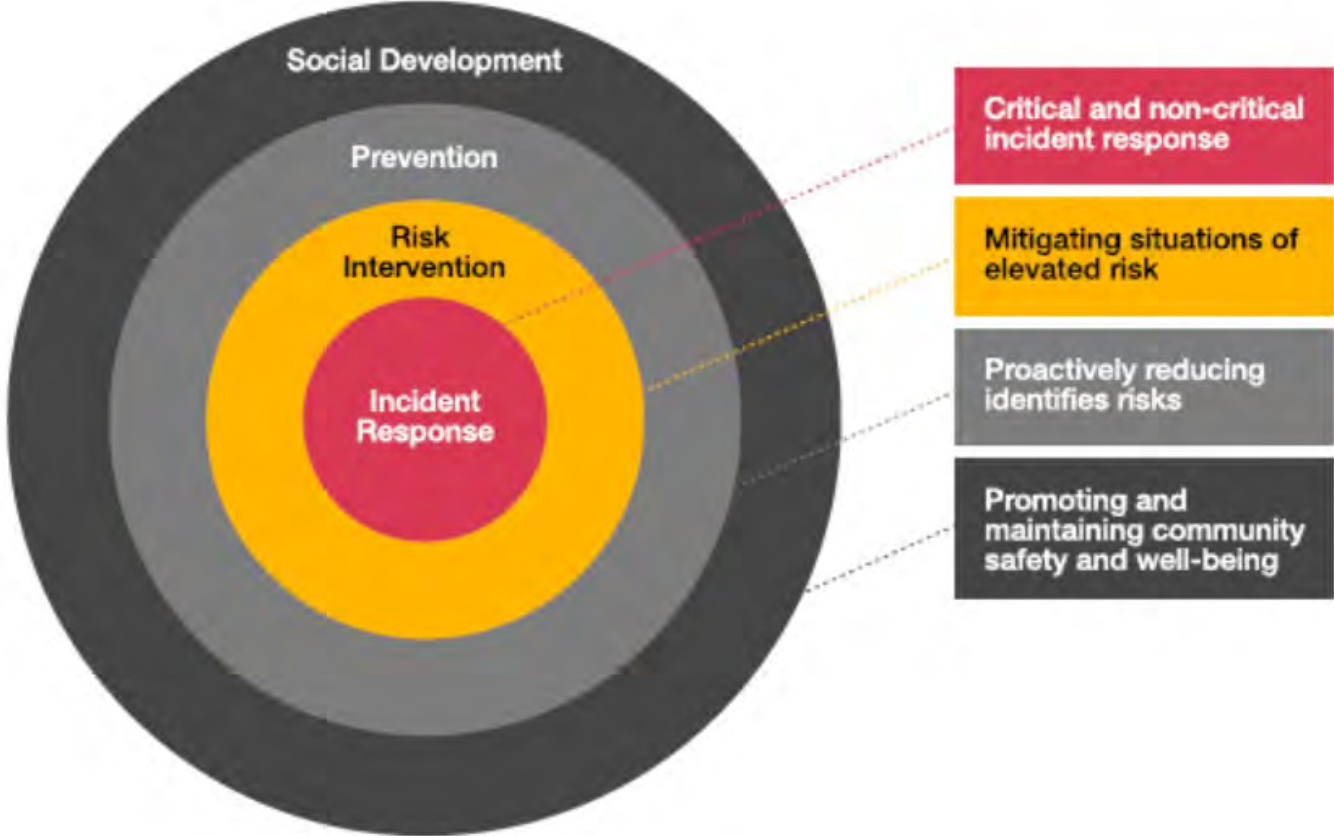 Social Development
Prevention
Risk
Intervention
Incident
Response
Critical and non-critical
incident response
Mitigating situations of
elevated risk
Proactively reducing
identifies risks
Promoting and
maintaining community
safety and well-being